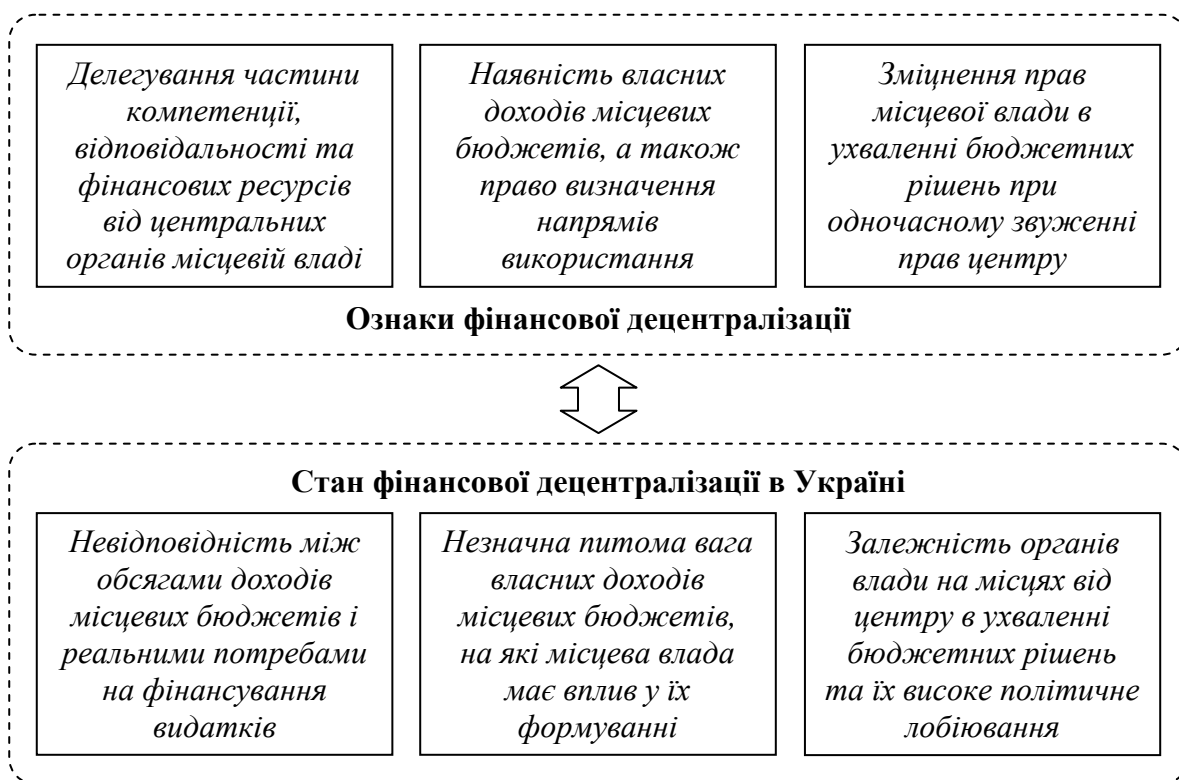 Делегування частини
компетенції,
відповідальності та
фінансових ресурсів
від центральних
органів місцевій владі
Наявність власних
доходів місцевих
бюджетів, а також
право визначення
напрямів
використання
Зміцнення прав
місцевої влади в
ухваленні бюджетних
рішень при
одночасному звуженні
прав центру
Ознаки фінансової децентралізації
Стан фінансової децентралізації в Україні
Невідповідність між
обсягами доходів
місцевих бюджетів і
реальними потребами
на фінансування
видатків
Незначна питома вага
власних доходів
місцевих бюджетів,
на які місцева влада
має вплив у їх
формуванні
Залежність органів
влади на місцях від
центру в ухваленні
бюджетних рішень
та їх високе політичне
лобіювання